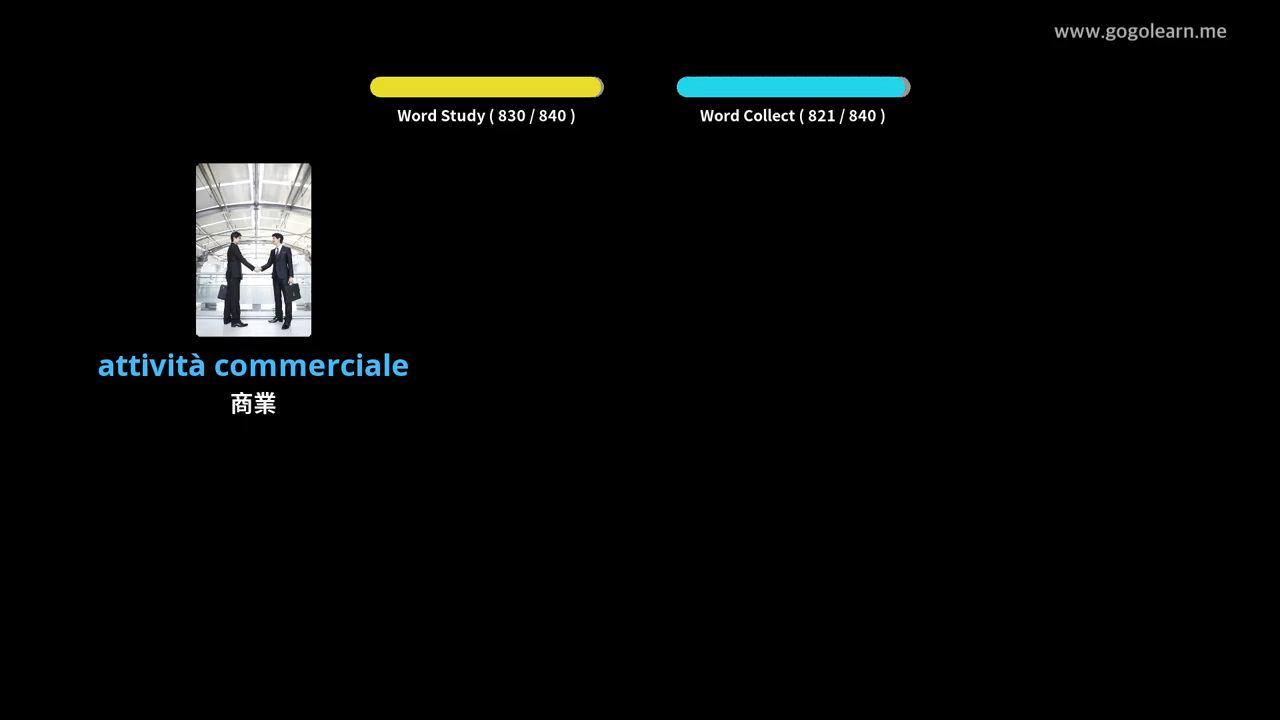 www.gogolearn.me
Word Study ( 830 / 840 )
Word Collect ( 821 / 840 )
attività commerciale
商業